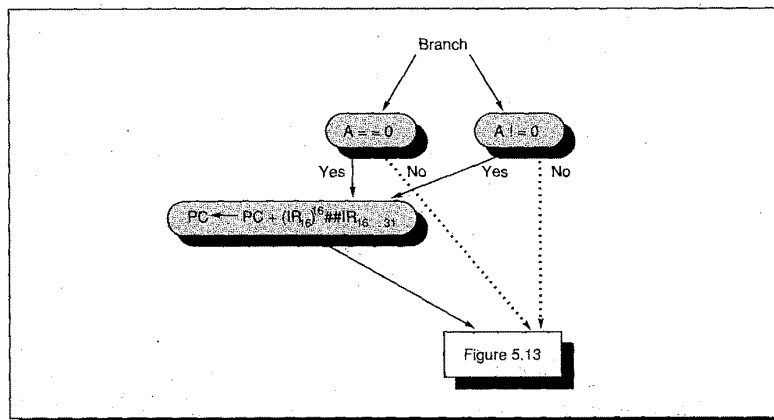 Branch
A = = 0
A ! = 0
Yes
No
Yes
No
PC ← PC + (IR16)16##IR16 .. 31
Figure 5.13